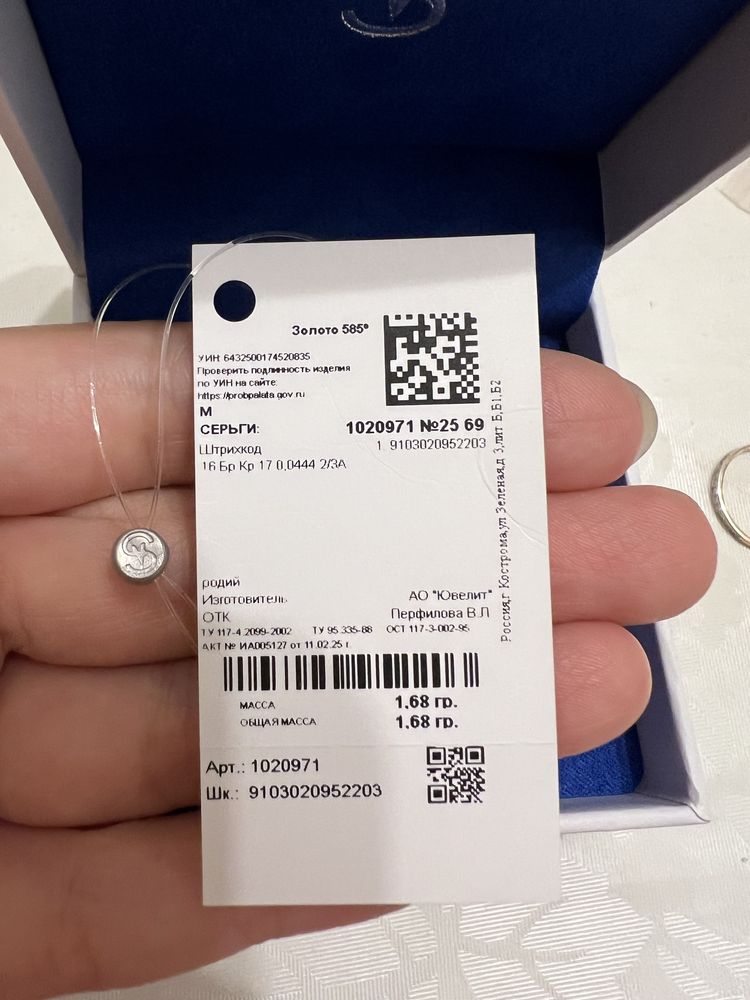 Золото 585°
УИН: 6432500174520835
Проверить подлинность изделия
по УИН на сайте:
https://probpalata.gov.ru
М
СЕРЬГИ: 1020971 №25 69
Штрихкод 1 9103020952203
16 Бр Кр 17 0,0444 2/3А
родий
Изготовитель: АО "Ювелит"
ОТК Перфилова В.Л
ТУ 117-4.2099-2002 ТУ 95 335-88 ОСТ 117-3-002-95
АКТ № ИА005127 от 11.02.25 г.
МАССА 1,68 гр.
ОБЩАЯ МАССА 1,68 гр.
Арт.: 1020971
Шк.: 9103020952203
Россия,г Кострома,ул Зеленая,д 3,лит Б,Б1,Б2